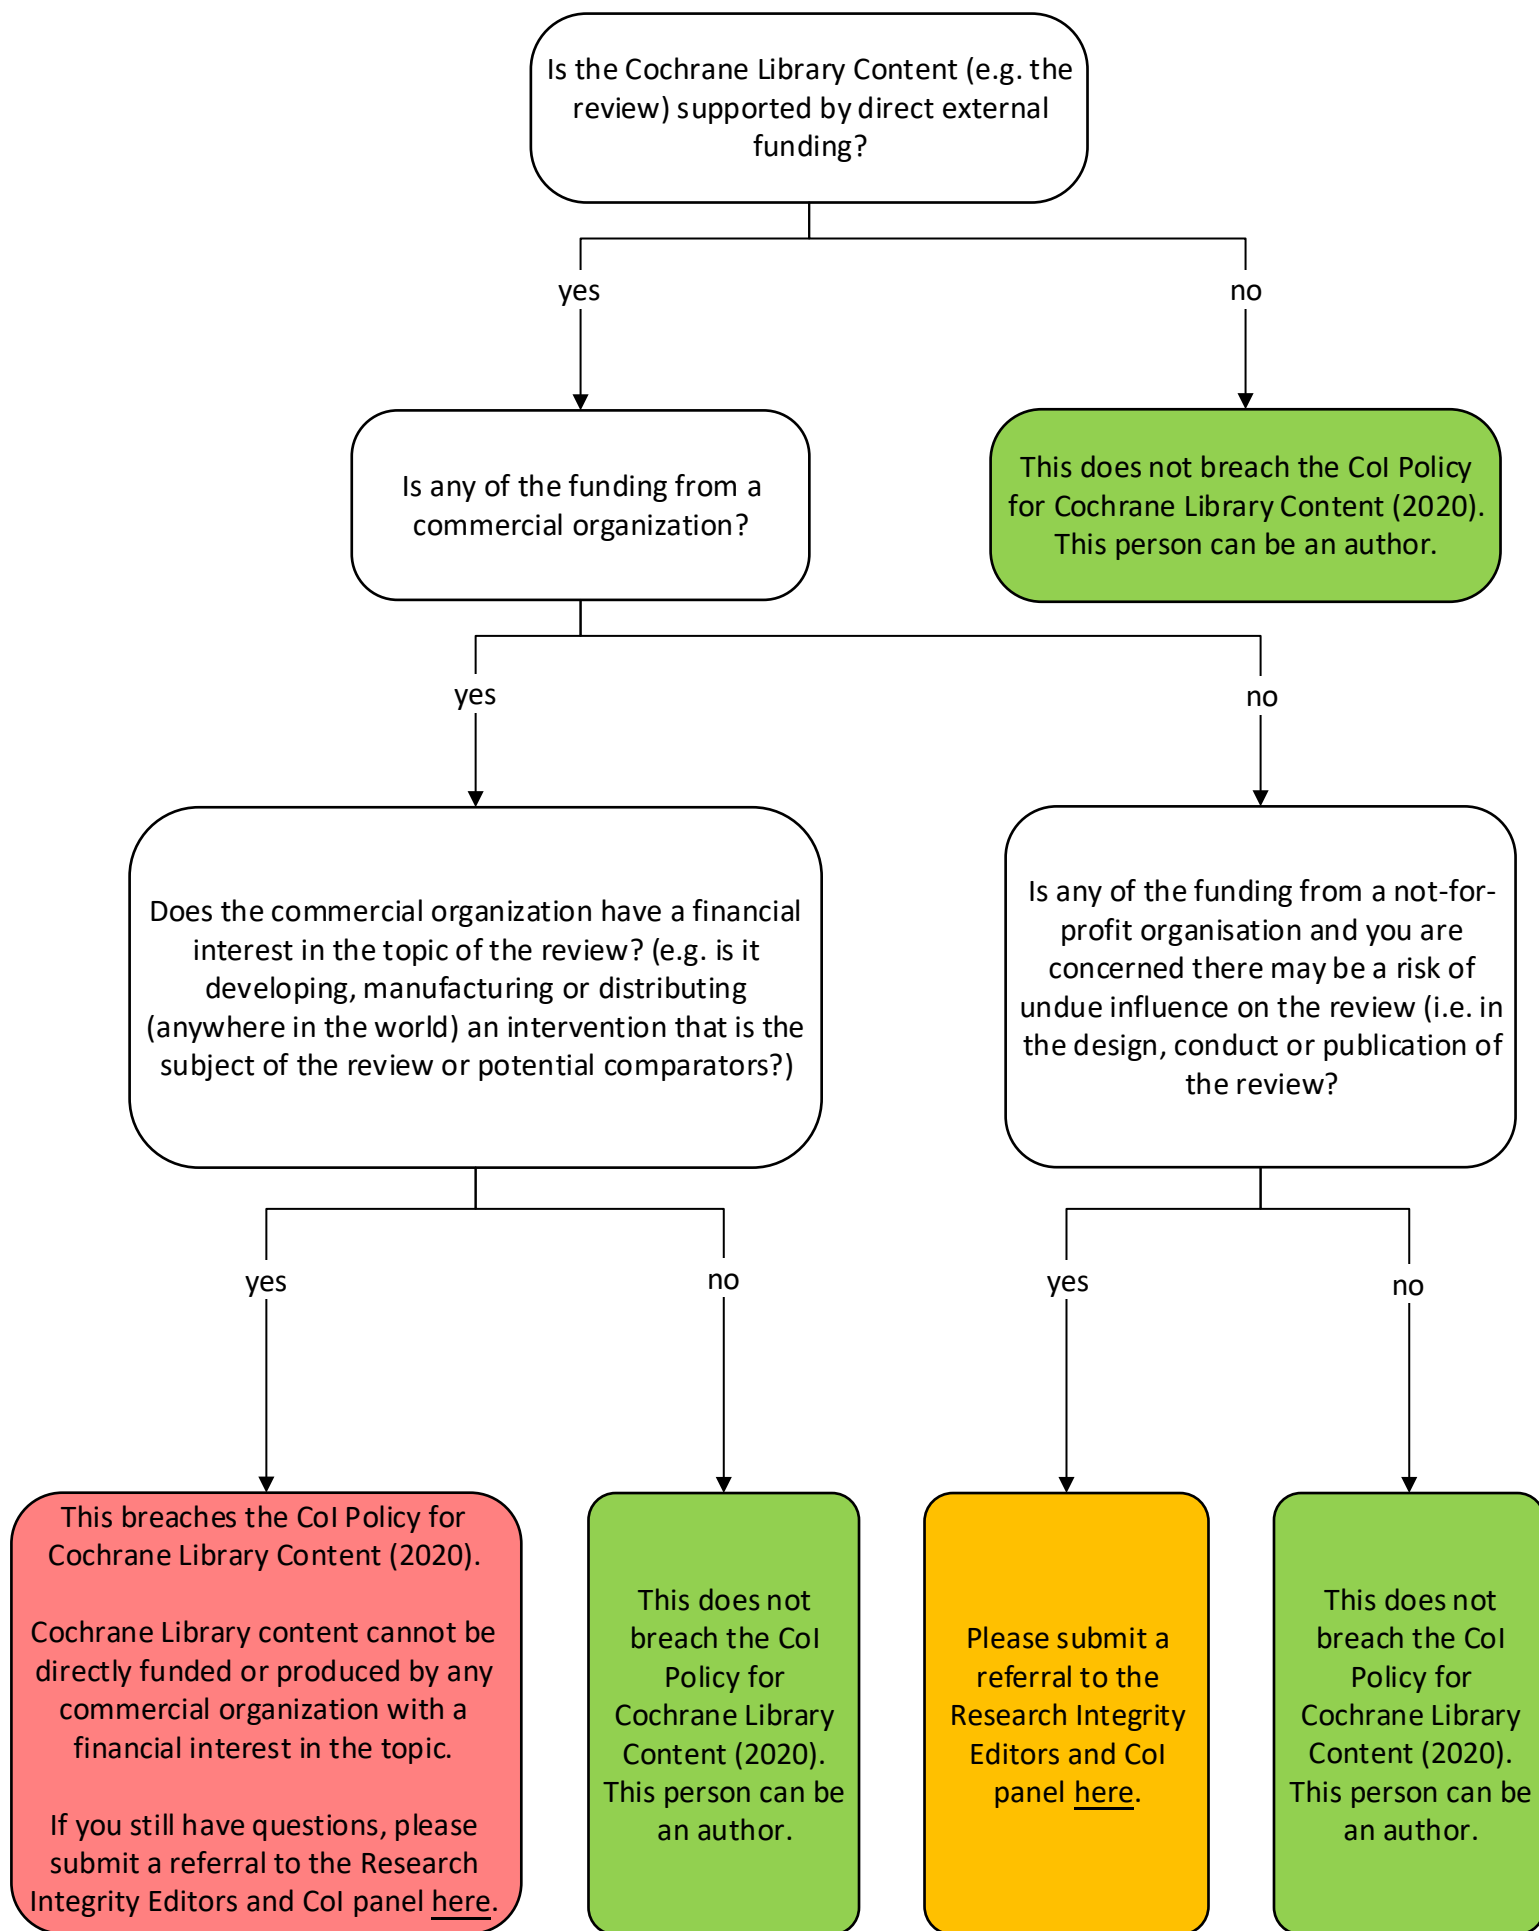 Is the Cochrane Library Content (e.g. the
review) supported by direct external
funding?
yes
no
Is any of the funding from a
commercial organization?
This does not breach the CoI Policy
for Cochrane Library Content (2020).
This person can be an author.
yes
no
Does the commercial organization have a financial
interest in the topic of the review? (e.g. is it
developing, manufacturing or distributing
(anywhere in the world) an intervention that is the
subject of the review or potential comparators?)
Is any of the funding from a not-for-
profit organisation and you are
concerned there may be a risk of
undue influence on the review (i.e. in
the design, conduct or publication of
the review?
yes
no
yes
no
This breaches the CoI Policy for
Cochrane Library Content (2020).
Cochrane Library content cannot be
directly funded or produced by any
commercial organization with a
financial interest in the topic.
If you still have questions, please
submit a referral to the Research
Integrity Editors and CoI panel here.
This does not
breach the CoI
Policy for
Cochrane Library
Content (2020).
This person can be
an author.
Please submit a
referral to the
Research Integrity
Editors and CoI
panel here.
This does not
breach the CoI
Policy for
Cochrane Library
Content (2020).
This person can be
an author.